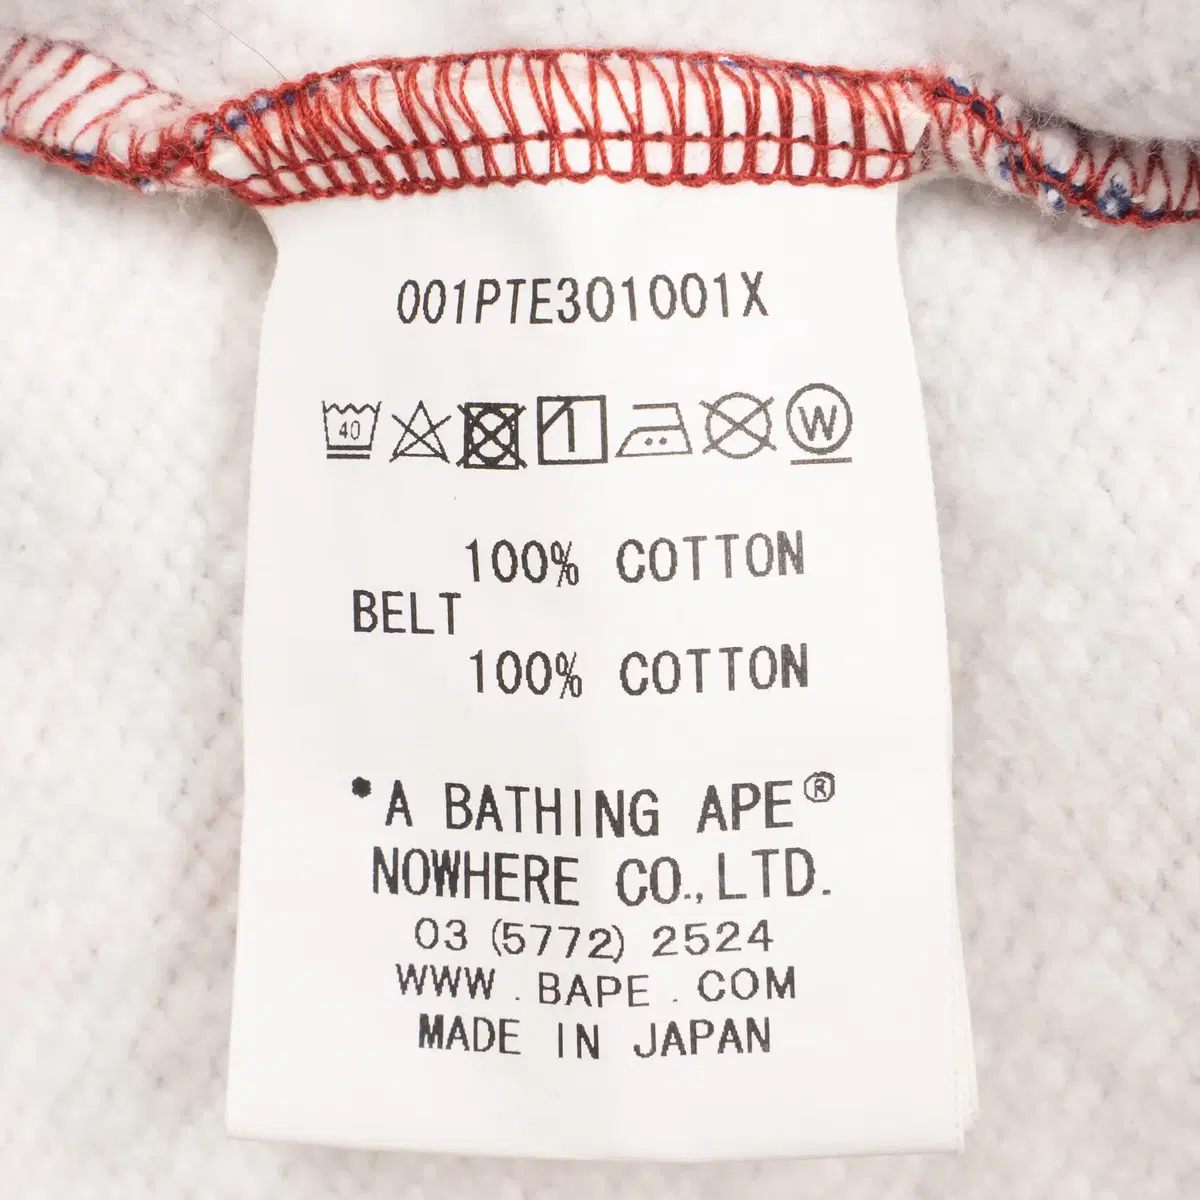 001PTE301001X
40
W
100% COTTON
BELT
100% COTTON
*A BATHING APE®
NOWHERE CO.,LTD.
03 (5772) 2524
WWW . BAPE . COM
MADE IN JAPAN